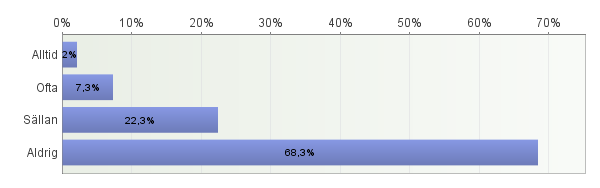 0% 10% 20% 30% 40% 50% 60% 70%
Alltid 2%
Ofta 7,3%
Sällan 22,3%
Aldrig 68,3%